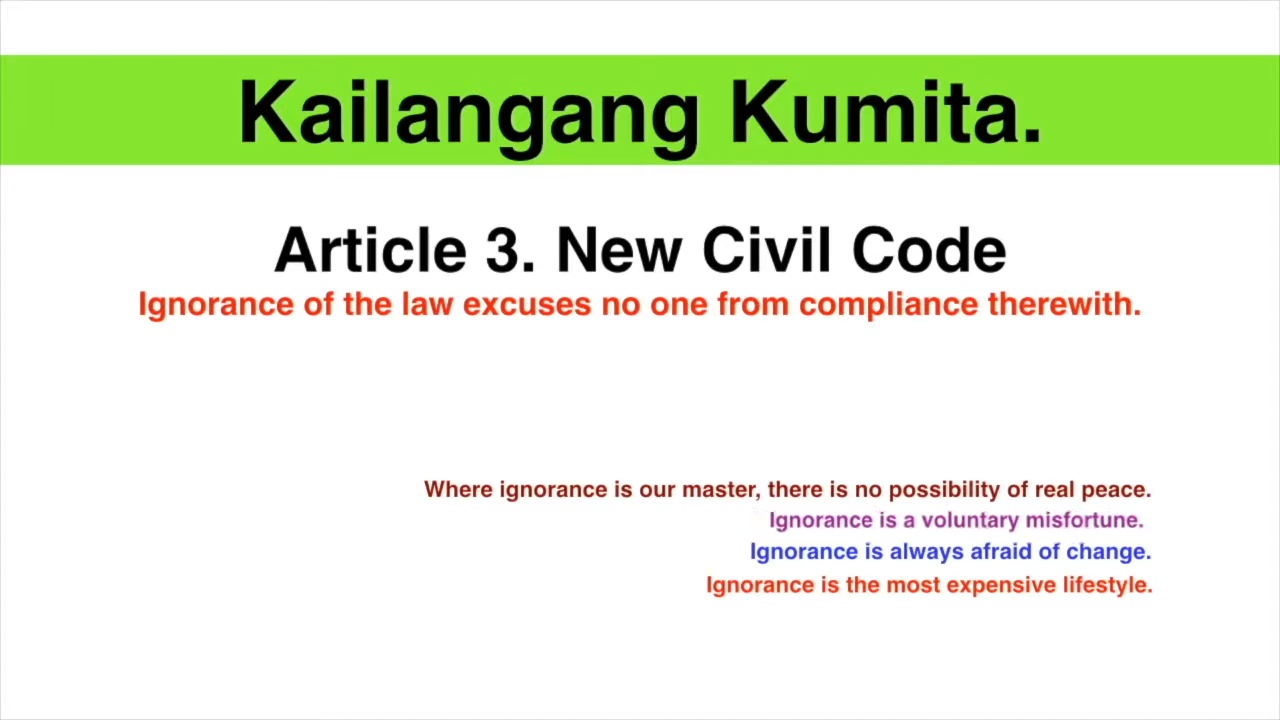 Kailangang Kumita.
Article 3. New Civil Code
Ignorance of the law excuses no one from compliance therewith.
Where ignorance is our master, there is no possibility of real peace.
Ignorance is a voluntary misfortune.
Ignorance is always afraid of change.
Ignorance is the most expensive lifestyle.